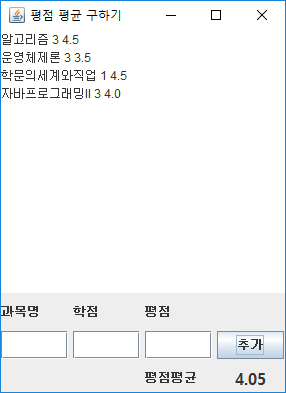 평점 평균 구하기
알고리즘 3 4.5
운영체제론 3 3.5
학문의세계와직업 1 4.5
자바프로그래밍II 3 4.0
과목명 학점 평점
추가
평점평균 4.05